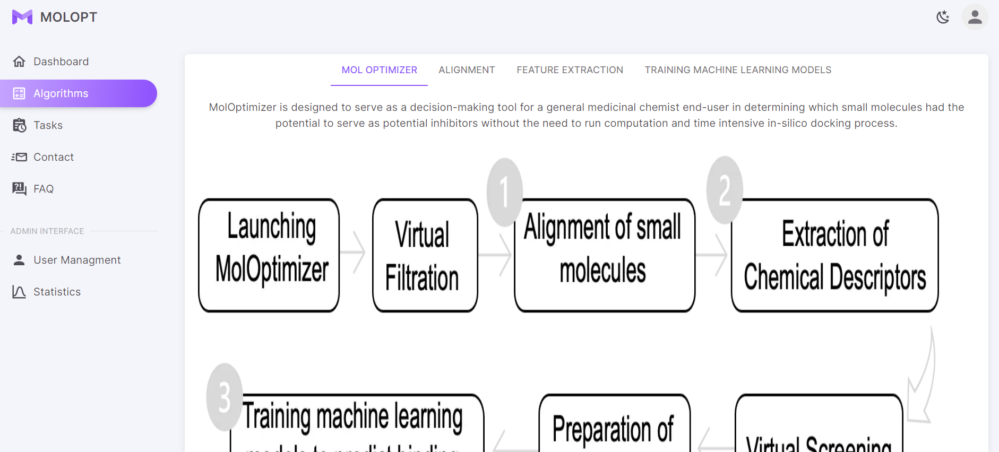 MOLOPT
Dashboard
Algorithms
Tasks
Contact
FAQ
ADMIN INTERFACE
User Managment
Statistics
MOL OPTIMIZER
ALIGNMENT
FEATURE EXTRACTION
TRAINING MACHINE LEARNING MODELS
MolOptimizer is designed to serve as a decision-making tool for a general medicinal chemist end-user in determining which small molecules had the
potential to serve as potential inhibitors without the need to run computation and time intensive in-silico docking process.
Launching
MolOptimizer
Virtual
Filtration
1
Alignment of small
molecules
2
Extraction of
Chemical Descriptors
3
Training machine learning
models to predict binding
Preparation of
Virtual Screening